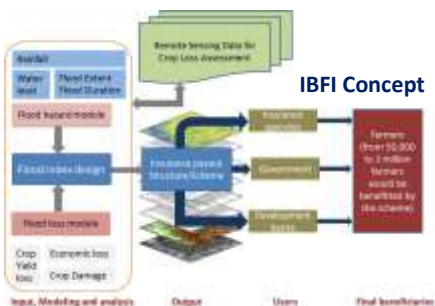 Remote Sensing Data for
Crop Loss Assessment
IBFI Concept
Rainfall
Water
level
Flood Extent
Flood Duration
Flood hazard module
Flood index design
Flood loss module
Crop
Yield
loss
Economic loss
Crop Damage
Insurance payout
Structure/Scheme
Insurance
agencies
Government
Development
banks
Farmers
(from 50,000
to 1 million
farmers
would be
benefitted by
the scheme)
Input, Modeling and analysis
Output
Users
Final beneficiaries